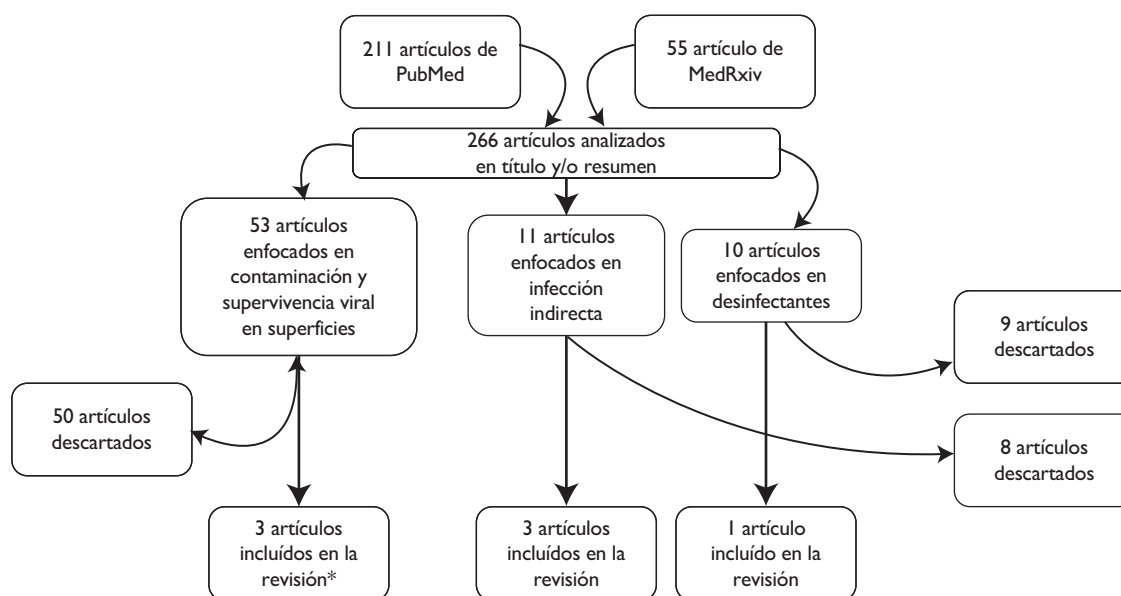 211 artículos de
PubMed
55 artículo de
MedRxiv
266 artículos analizados
en título y/o resumen
53 artículos
enfocados en
contaminación y
supervivencia viral
en superficies
11 artículos
enfocados en
infección
indirecta
10 artículos
enfocados en
desinfectantes
9 artículos
descartados
50 artículos
descartados
8 artículos
descartados
3 artículos
incluídos en la
revisión*
3 artículos
incluídos en la
revisión
1 artículo
incluído en la
revisión